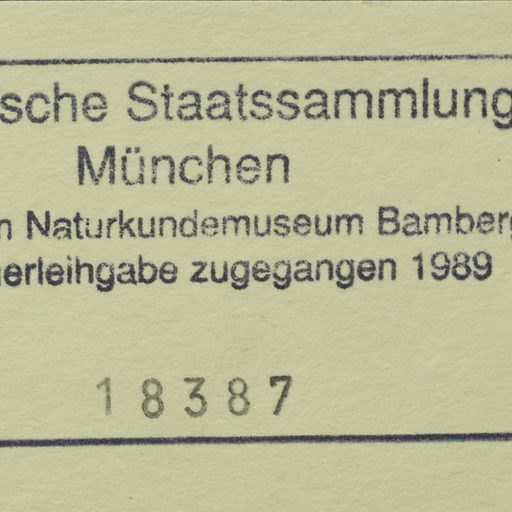 sche Staatssammlung
München
n Naturkundemuseum Bamberg
erleihgabe zugegangen 1989
18387